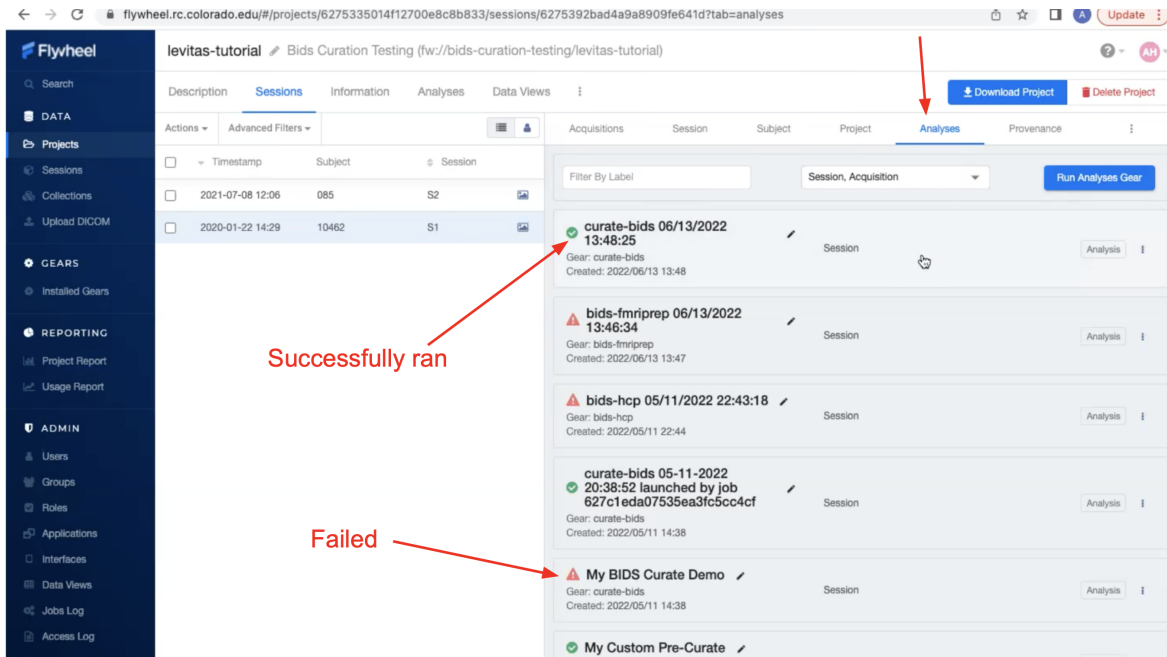 flywheel.rc.colorado.edu/#/projects/6275335014f12700e8c8b833/sessions/6275392bad4a9a8909fe641d?tab=analyses
A
Update
Flywheel
levitas-tutorial Bids Curation Testing (fw://bids-curation-testing/levitas-tutorial)
AH
Search
DATA
Projects
Sessions
Collections
Upload DICOM
GEARS
Installed Gears
REPORTING
Project Report
Usage Report
ADMIN
Users
Groups
Roles
Applications
Interfaces
Data Views
Jobs Log
Access Log
Description Sessions Information Analyses Data Views
Download Project Delete Project
Actions Advanced Filters
Timestamp Subject Session
2021-07-08 12:06 085 S2
2020-01-22 14:29 10462 S1
Successfully ran
Failed
Acquisitions Session Subject Project Analyses Provenance
Filter By Label Session, Acquisition Run Analyses Gear
curate-bids 06/13/2022
13:48:25
Gear: curate-bids
Created: 2022/06/13 13:48
Session
Analysis
bids-fmriprep 06/13/2022
13:46:34
Gear: bids-fmriprep
Created: 2022/06/13 13:47
Session
Analysis
bids-hcp 05/11/2022 22:43:18
Gear: bids-hcp
Created: 2022/05/11 22:44
Session
Analysis
curate-bids 05-11-2022
20:38:52 launched by job
627c1eda07535ea3fc5cc4cf
Gear: curate-bids
Created: 2022/05/11 14:38
Session
Analysis
My BIDS Curate Demo
Gear: curate-bids
Created: 2022/05/11 14:38
Session
Analysis
My Custom Pre-Curate